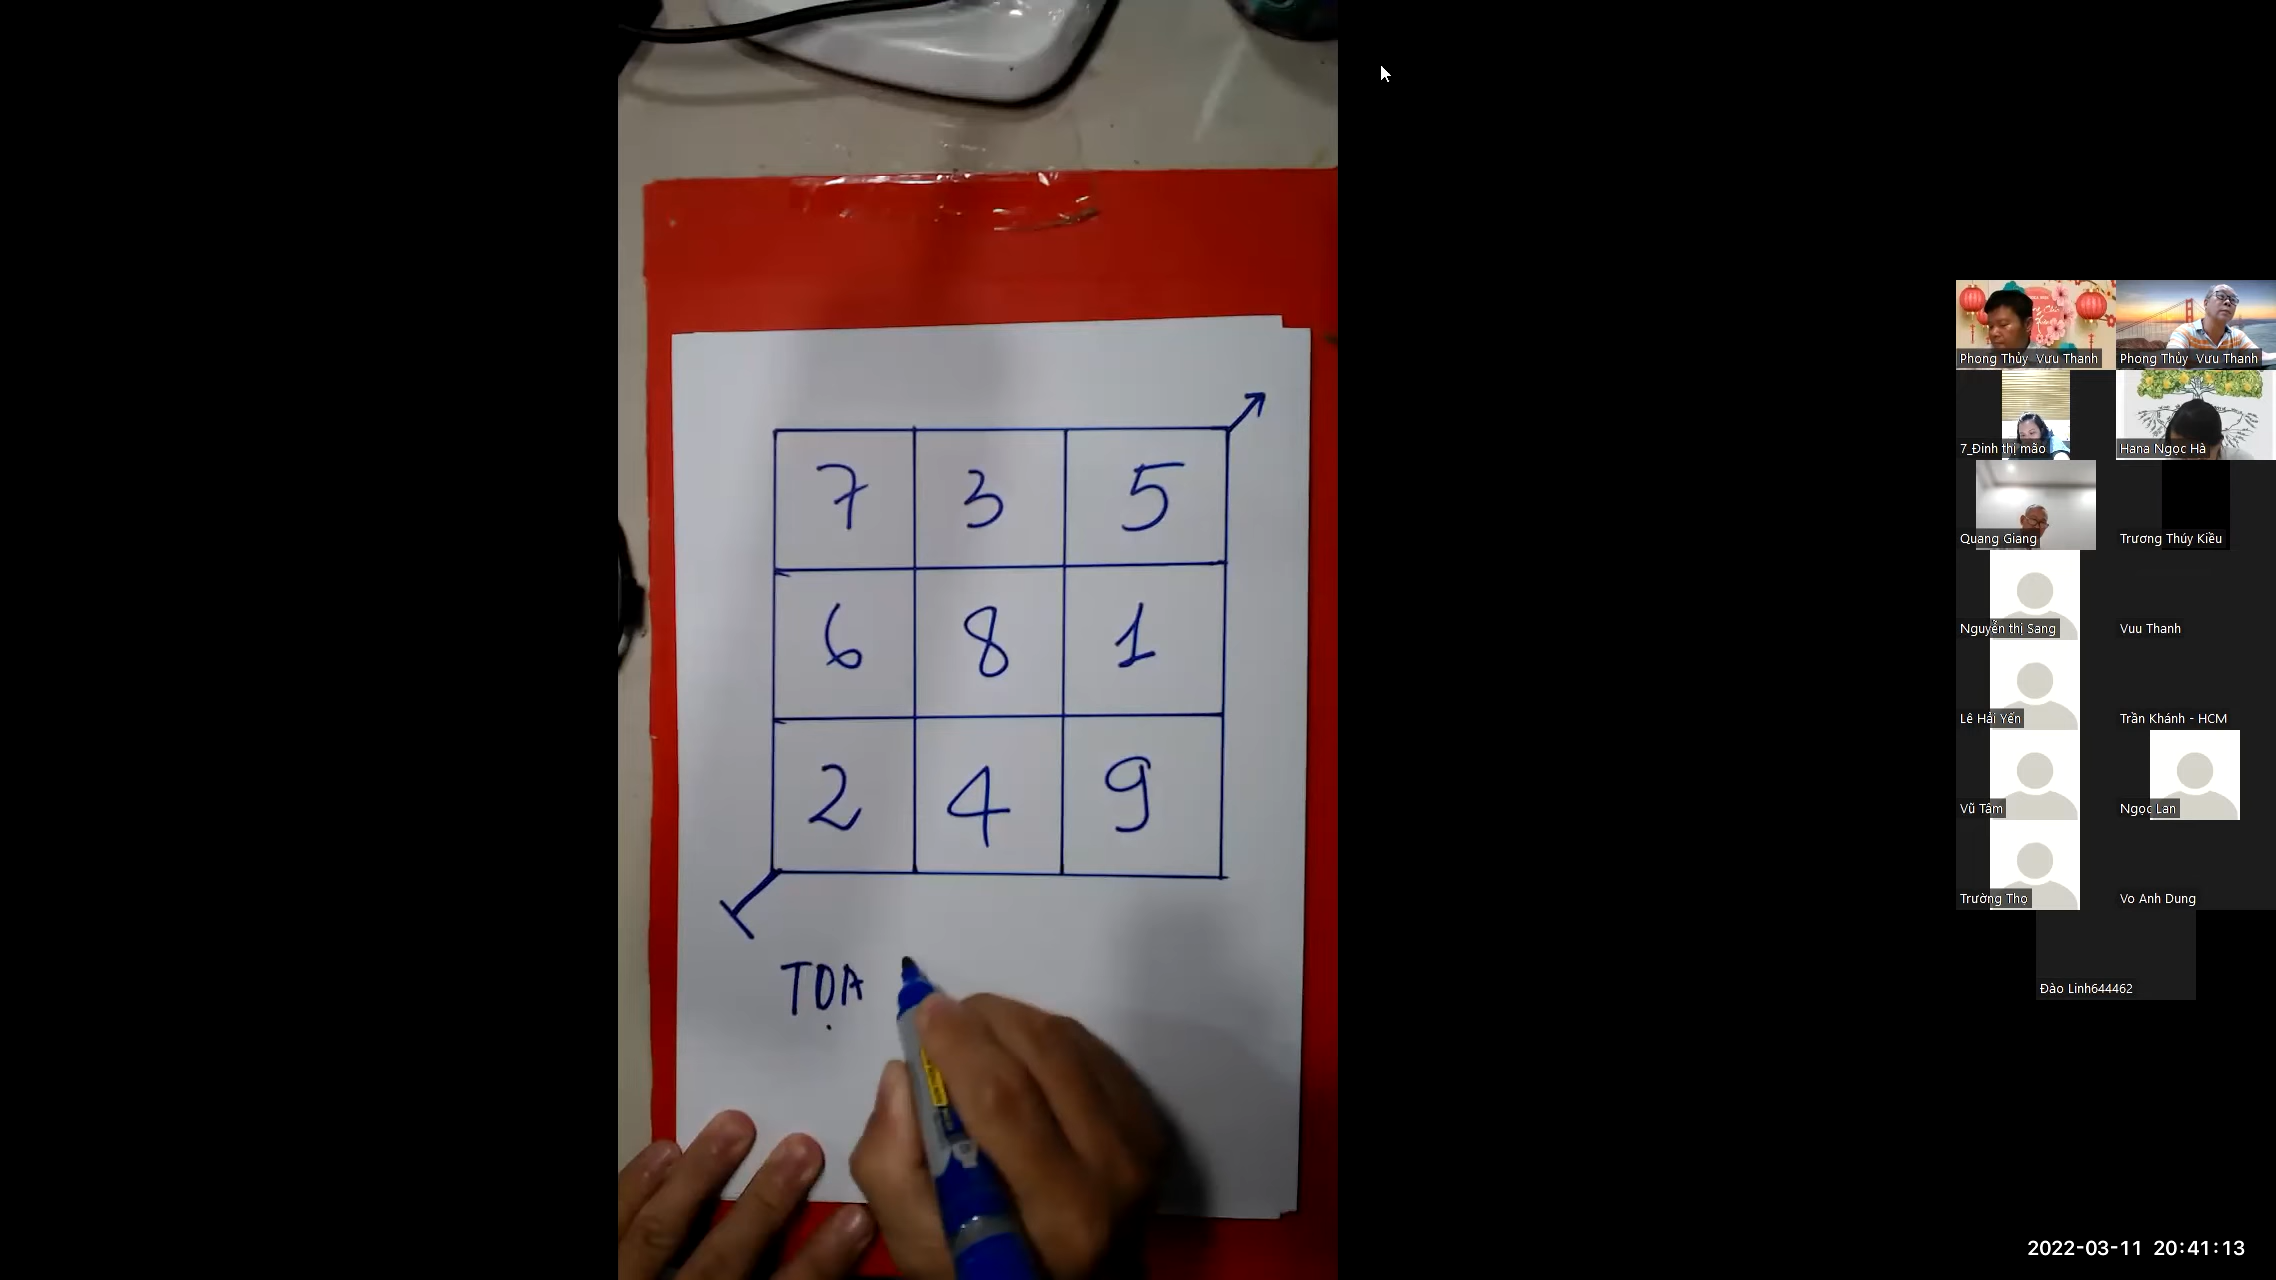 7 3 5
6 8 1
2 4 9
TỌA
Phong Thủy Vưu Thanh
Phong Thủy Vưu Thanh
7_Đinh thị mão
Hana Ngọc Hà
Quang Giang
Trương Thúy Kiều
Nguyễn thị Sang
Vuu Thanh
Lê Hải Yến
Trần Khánh - HCM
Vũ Tâm
Ngọc Lan
Trường Thọ
Vo Anh Dung
Đào Linh644462
2022-03-11 20:41:13